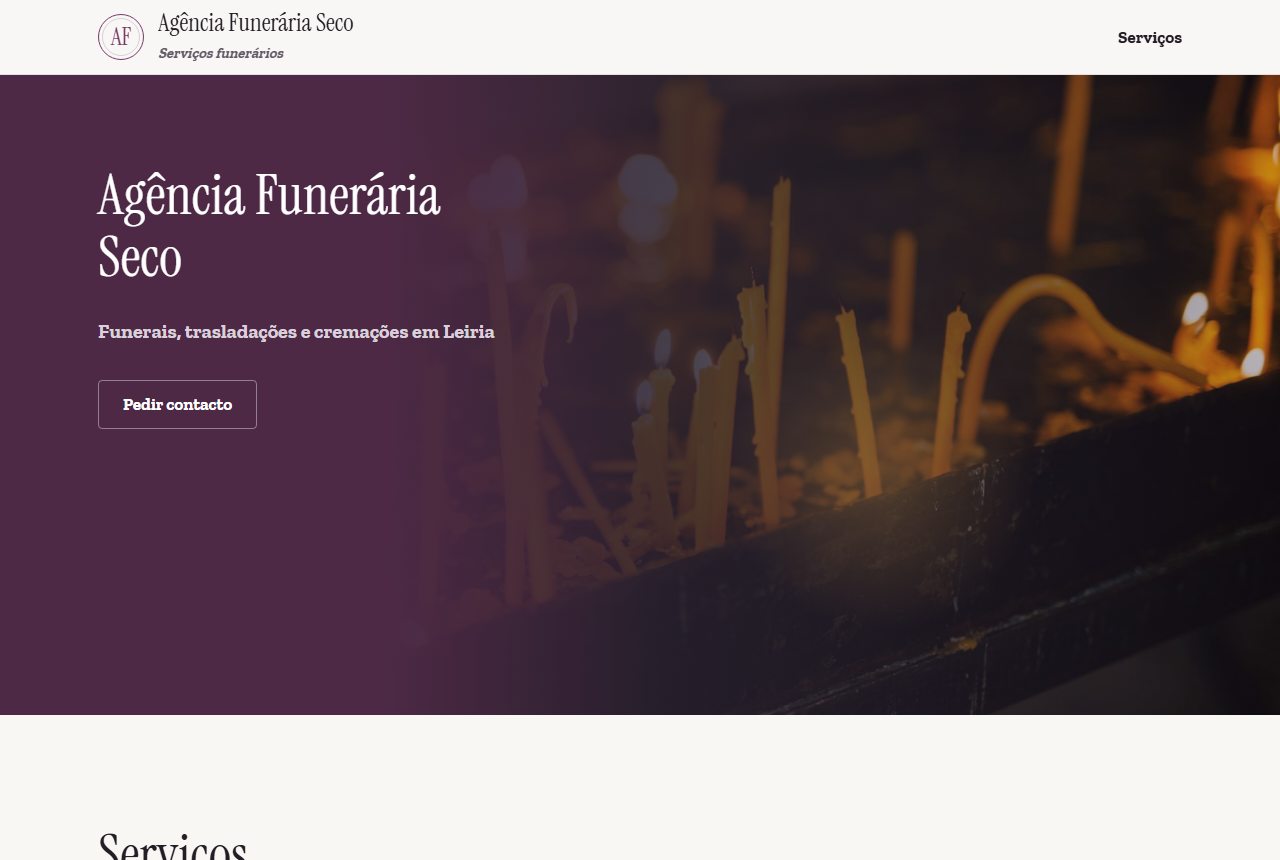 AF
Agência Funerária Seco
Serviços funerários
Serviços
Agência Funerária
Seco
Funerais, trasladações e cremações em Leiria
Pedir contacto
Serviços